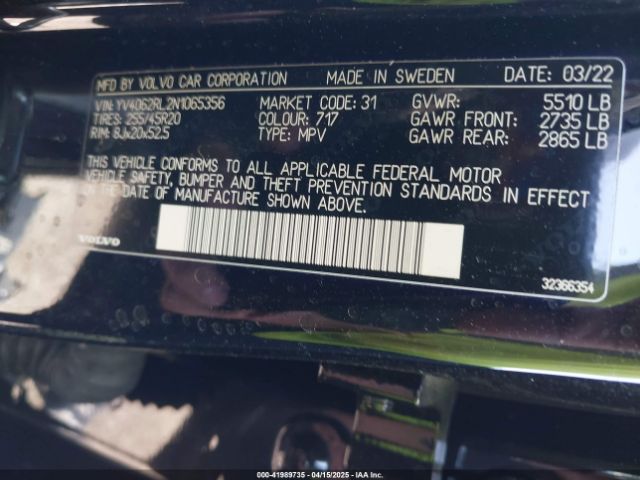 MFD BY VOLVO CAR CORPORATION MADE IN SWEDEN DATE: 03/22
VIN: YV4062RL2N1065356 MARKET CODE: 31 GVWR: 5510 LB
TIRES: 255/45R20 COLOUR: 717 GAWR FRONT: 2735 LB
RIM: 8Jx20x52.5 TYPE: MPV GAWR REAR: 2865 LB
THIS VEHICLE CONFORMS TO ALL APPLICABLE FEDERAL MOTOR
VEHICLE SAFETY, BUMPER AND THEFT PREVENTION STANDARDS IN EFFECT
ON THE DATE OF MANUFACTURE SHOWN ABOVE.
VOLVO
32366354
000-41989735 - 04/15/2025 - IAA Inc.